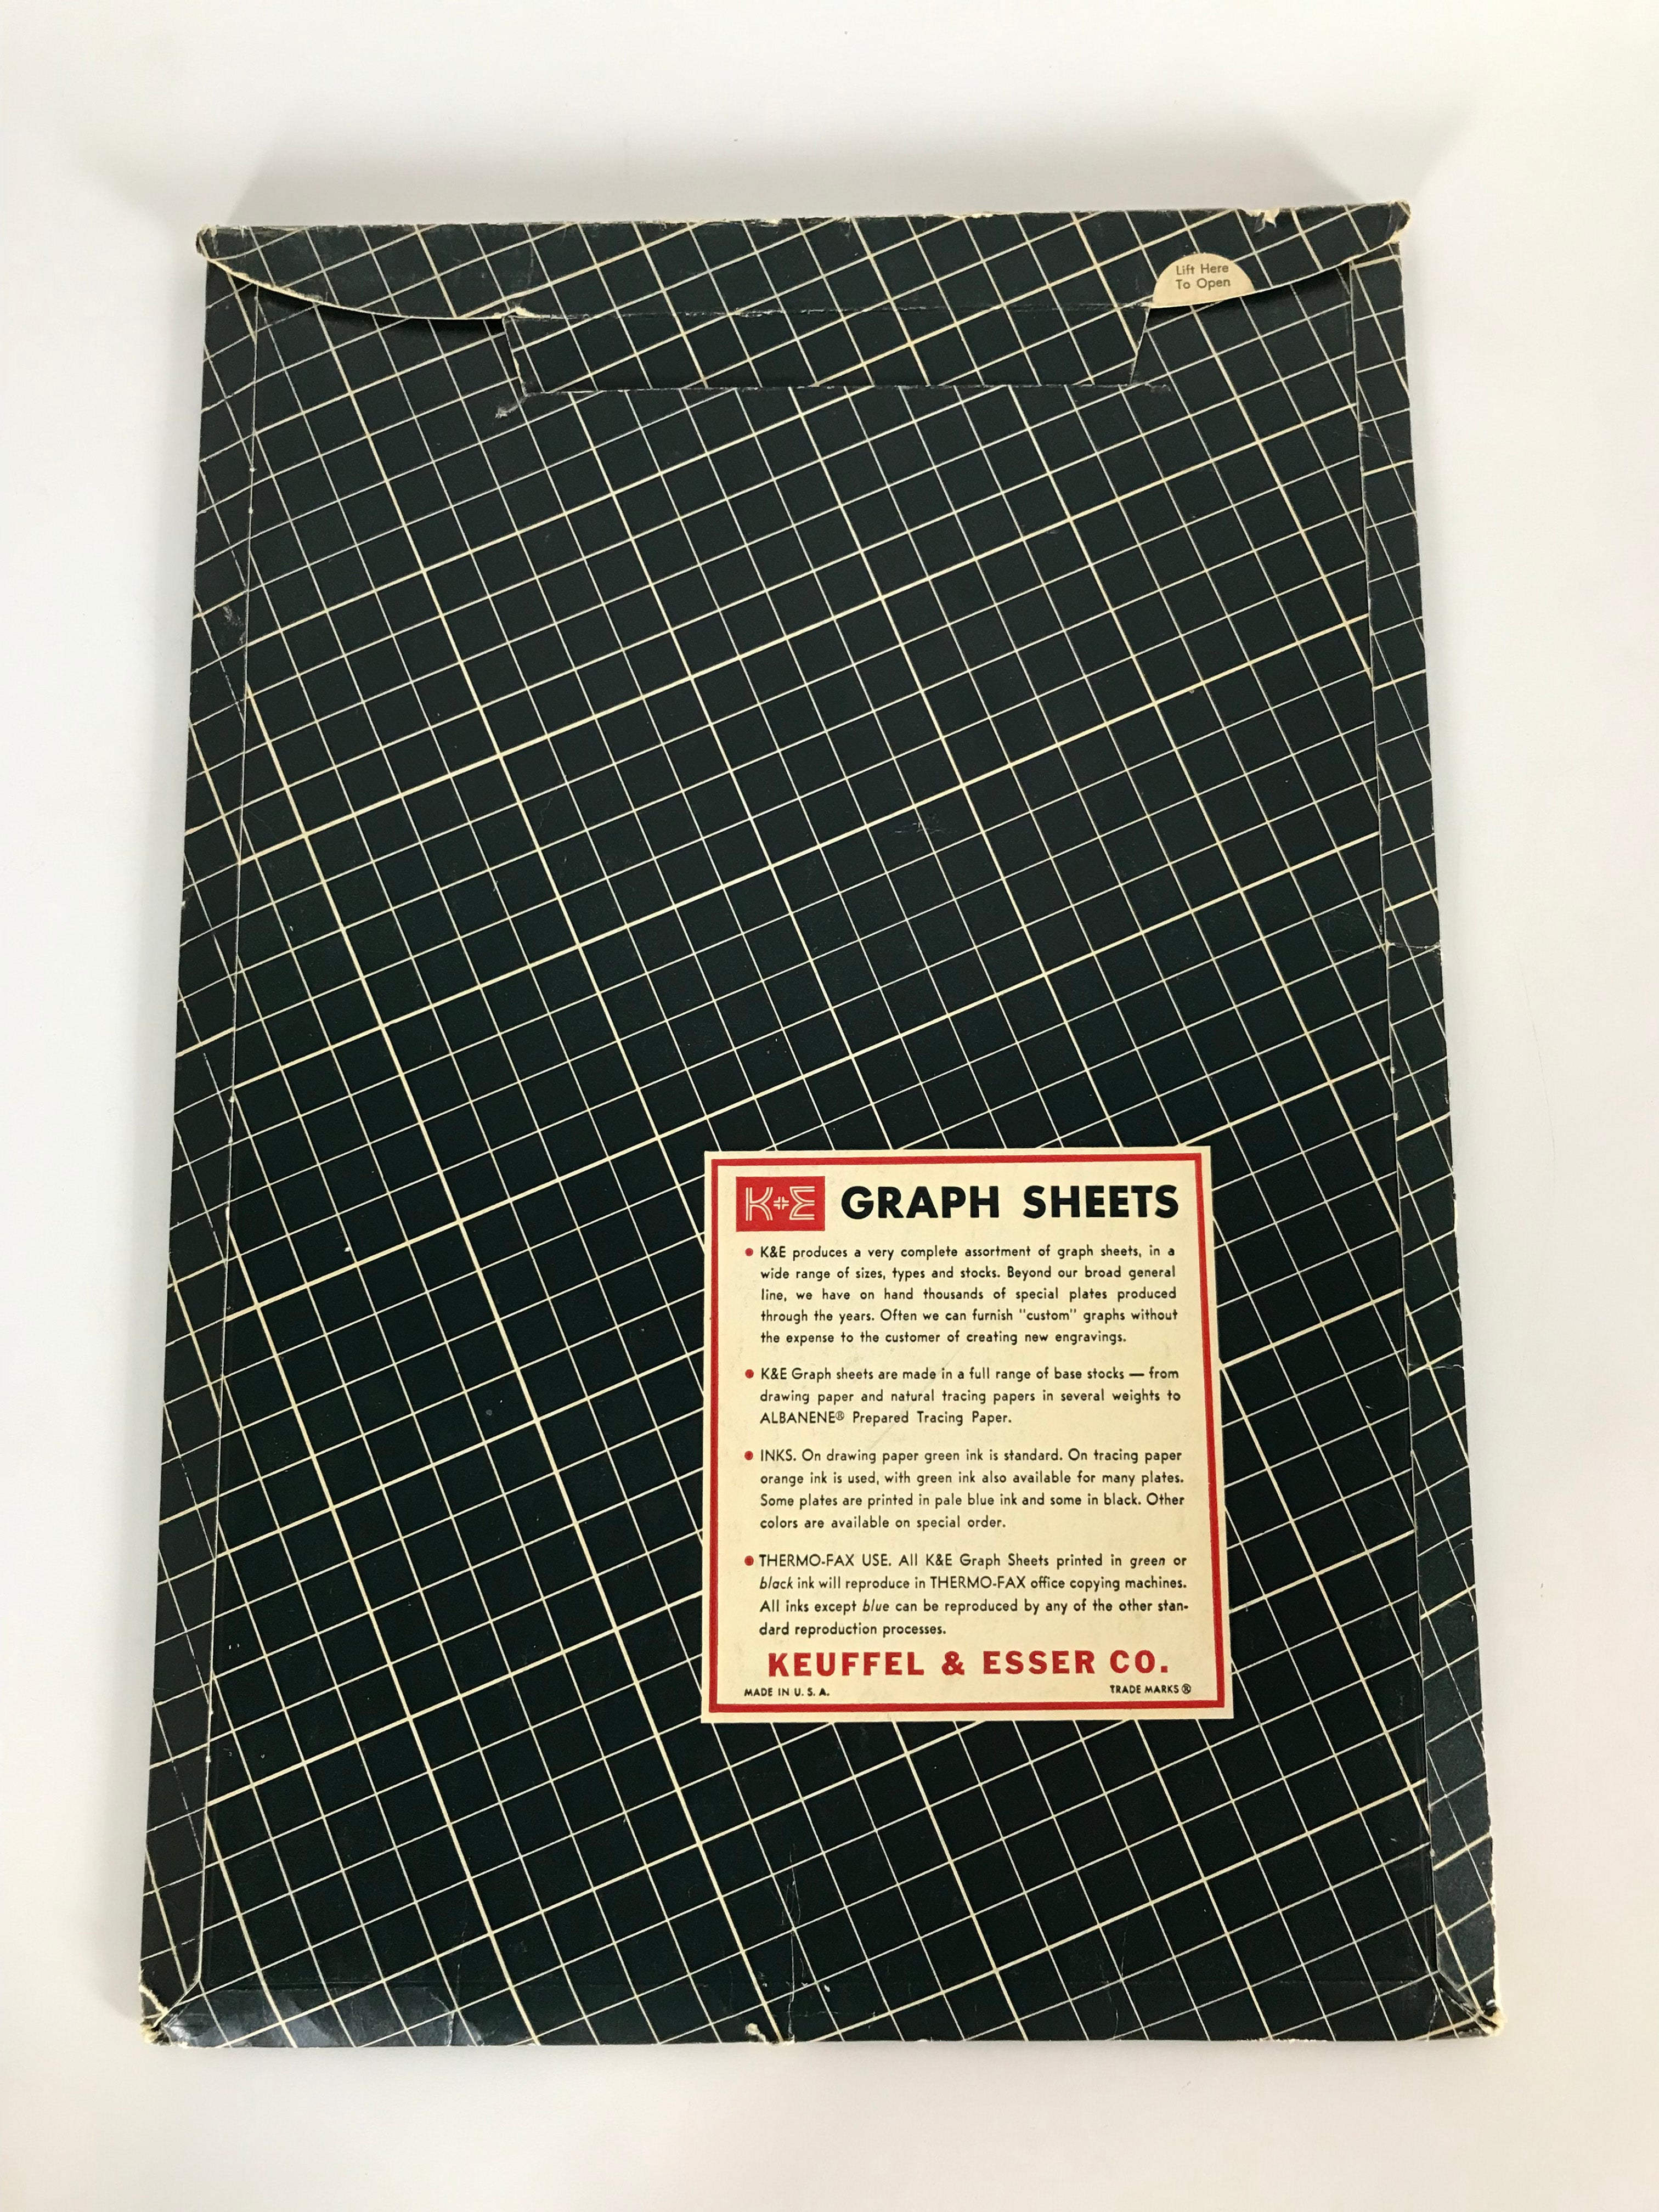 Lift Here
To Open
K+E GRAPH SHEETS
• K&E produces a very complete assortment of graph sheets, in a
wide range of sizes, types and stocks. Beyond our broad general
line, we have on hand thousands of special plates produced
through the years. Often we can furnish "custom" graphs without
the expense to the customer of creating new engravings.
• K&E Graph sheets are made in a full range of base stocks — from
drawing paper and natural tracing papers in several weights to
ALBANENE® Prepared Tracing Paper.
• INKS. On drawing paper green ink is standard. On tracing paper
orange ink is used, with green ink also available for many plates.
Some plates are printed in pale blue ink and some in black. Other
colors are available on special order.
• THERMO-FAX USE. All K&E Graph Sheets printed in green or
black ink will reproduce in THERMO-FAX office copying machines.
All inks except blue can be reproduced by any of the other stan-
dard reproduction processes.
KEUFFEL & ESSER CO.
MADE IN U. S. A. TRADE MARKS ®